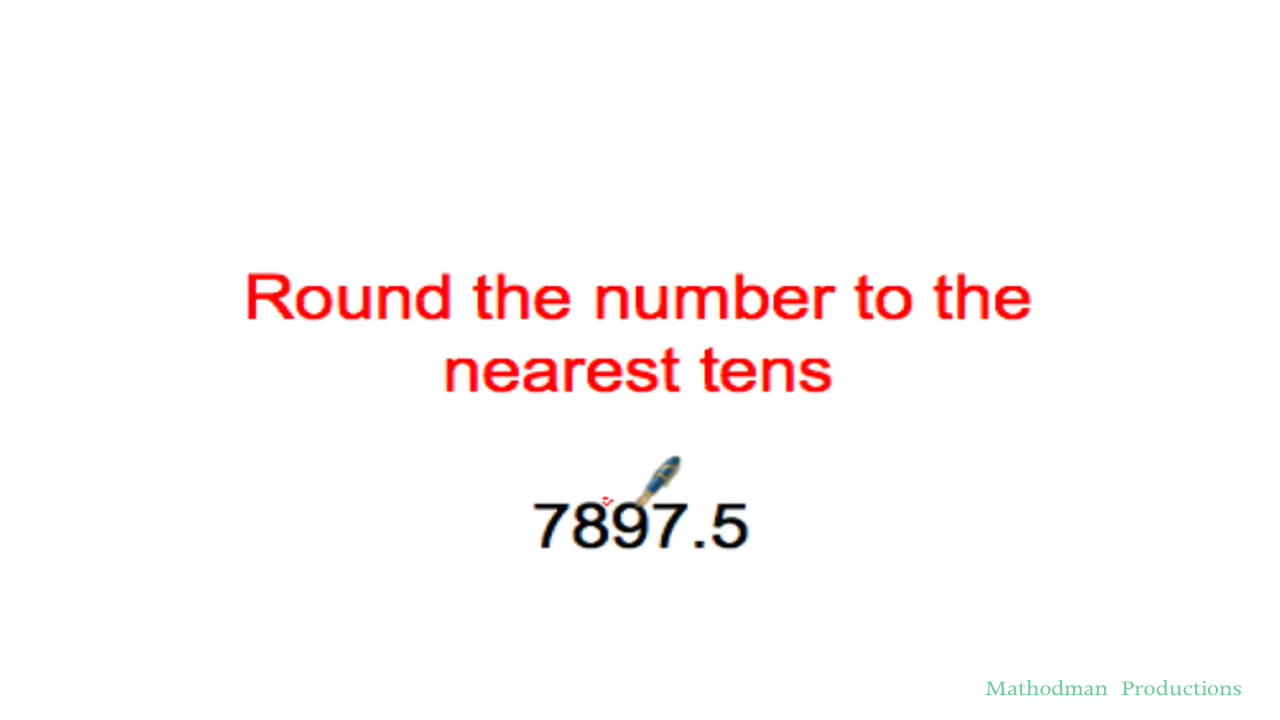 Round the number to the
nearest tens
7897.5
Mathodman Productions